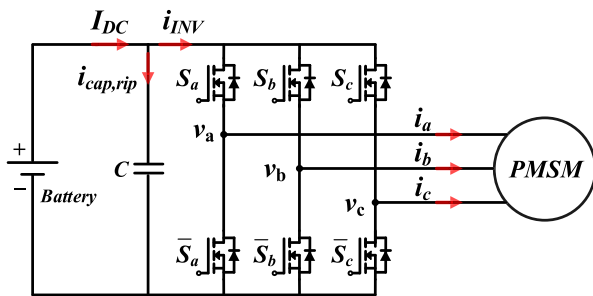 I_DC i_INV
i_cap,rip S_a S_b S_c
v_a i_a
+ v_b i_b PMSM
− Battery C v_c i_c
S̅_a S̅_b S̅_c